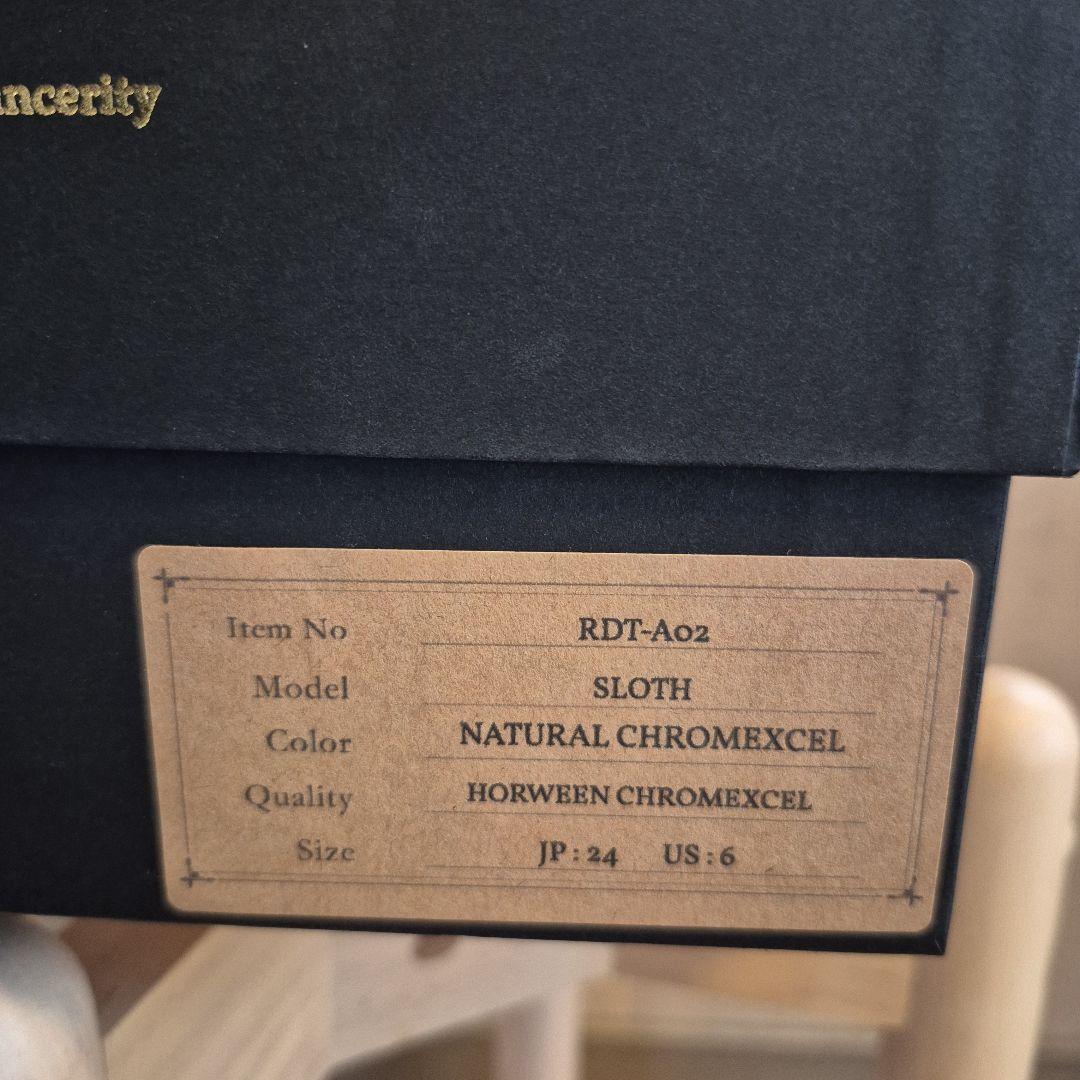 ncerity
Item No RDT-A02
Model SLOTH
Color NATURAL CHROMEXCEL
Quality HORWEEN CHROMEXCEL
Size JP : 24 US : 6